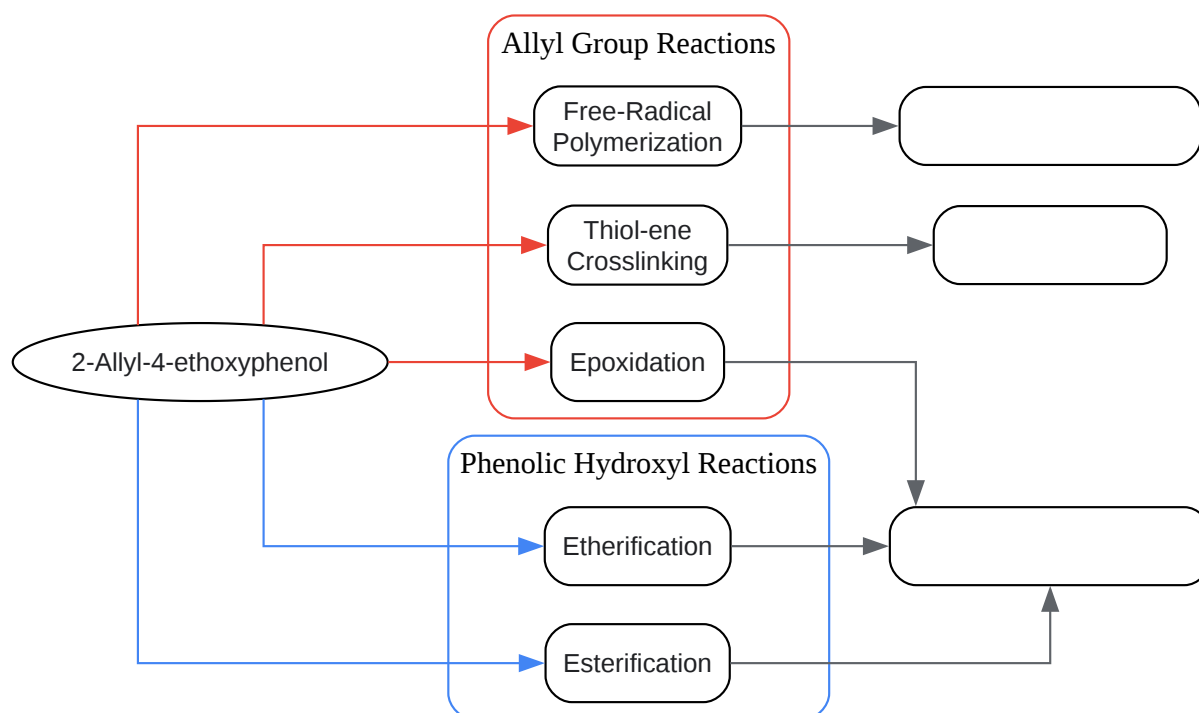 Allyl Group Reactions
Free-Radical
Polymerization
Thiol-ene
Crosslinking
2-Allyl-4-ethoxyphenol
Epoxidation
Phenolic Hydroxyl Reactions
Etherification
Esterification